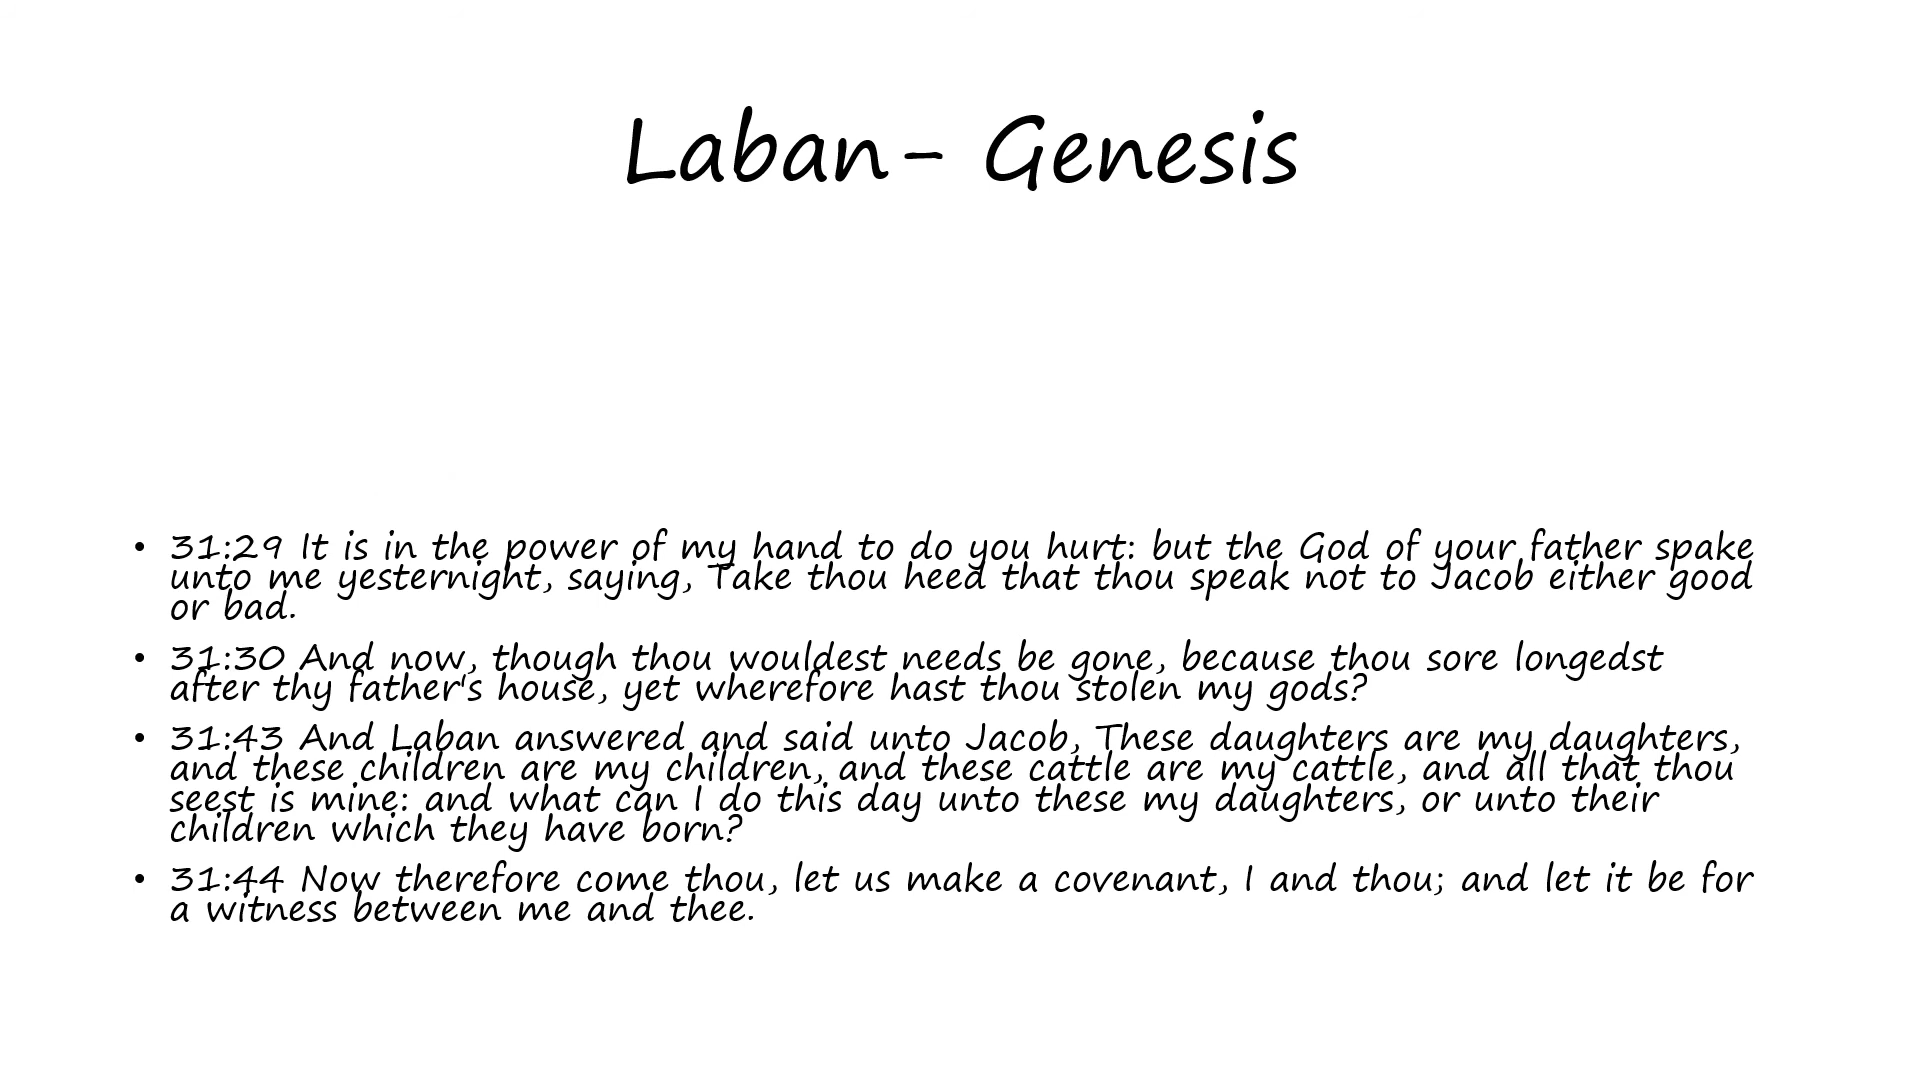 Laban- Genesis
• 31:29 It is in the power of my hand to do you hurt: but the God of your father spake
unto me yesternight, saying, Take thou heed that thou speak not to Jacob either good
or bad.
• 31:30 And now, though thou wouldest needs be gone, because thou sore longedst
after thy father's house, yet wherefore hast thou stolen my gods?
• 31:43 And Laban answered and said unto Jacob, These daughters are my daughters,
and these children are my children, and these cattle are my cattle, and all that thou
seest is mine: and what can I do this day unto these my daughters, or unto their
children which they have born?
• 31:44 Now therefore come thou, let us make a covenant, I and thou; and let it be for
a witness between me and thee.